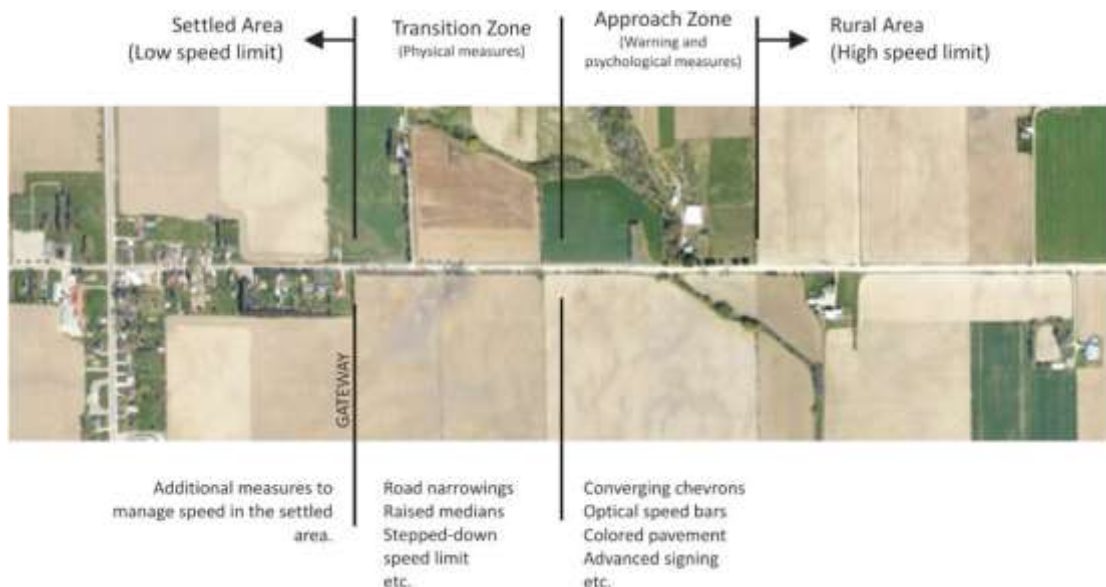 Settled Area
(Low speed limit)
Transition Zone
(Physical measures)
Approach Zone
(Warning and
psychological measures)
Rural Area
(High speed limit)
GATEWAY
Additional measures to
manage speed in the settled
area.
Road narrowings
Raised medians
Stepped-down
speed limit
etc.
Converging chevrons
Optical speed bars
Colored pavement
Advanced signing
etc.